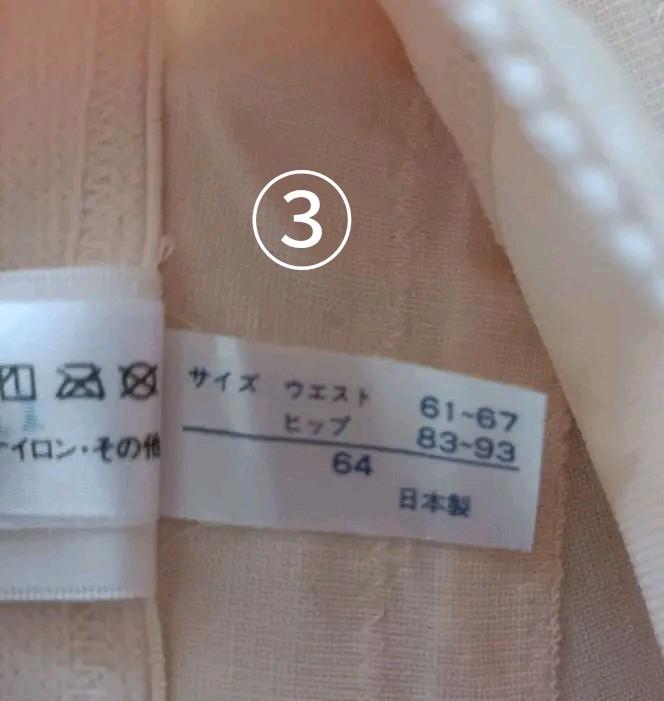 ③
サイズ ウエスト 61~67
ヒップ 83~93
64
日本製
イロン・その他